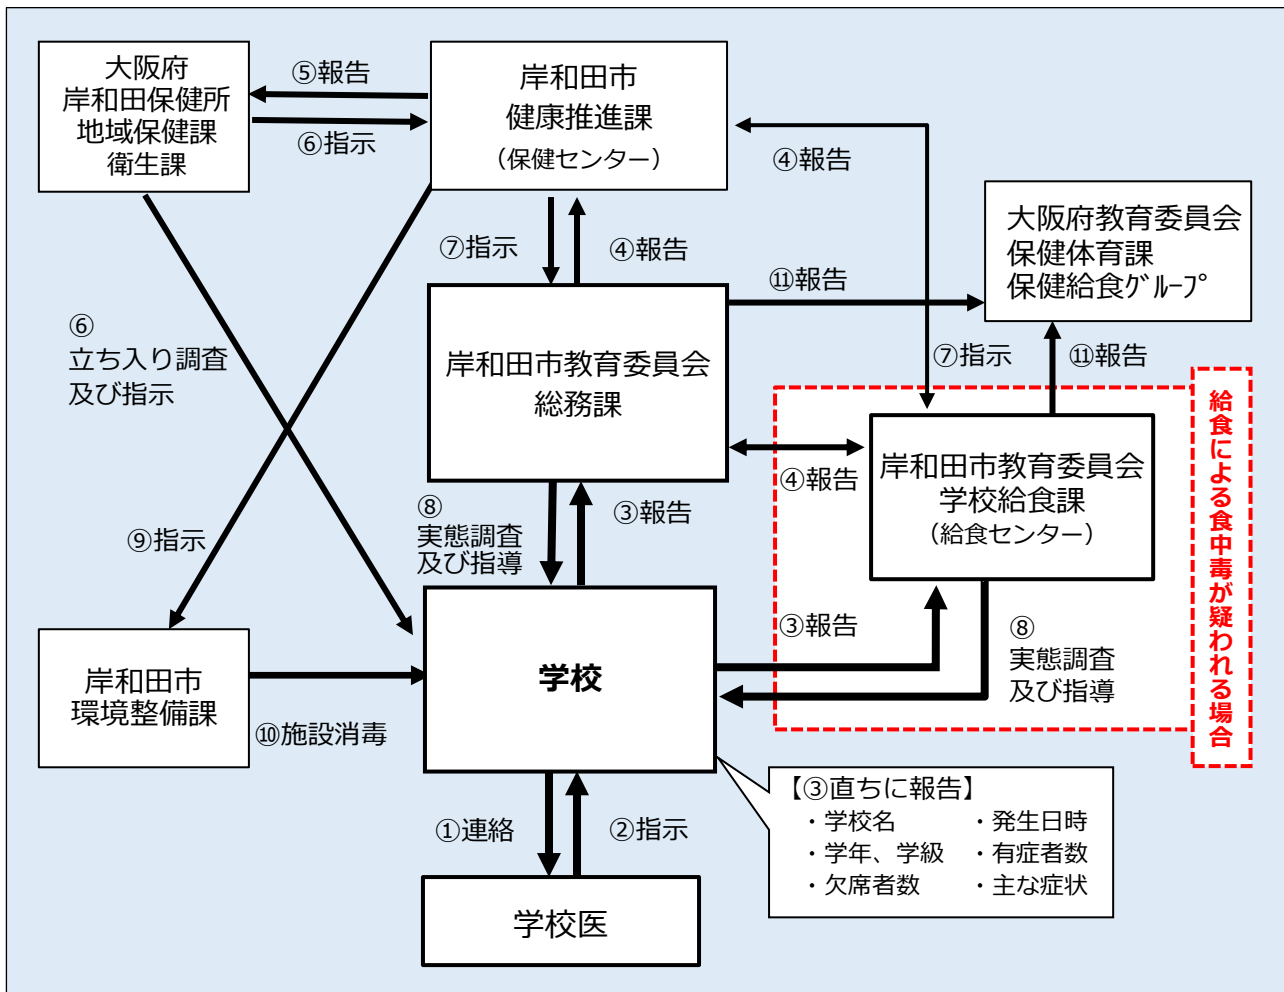 大阪府
岸和田保健所
地域保健課
衛生課
⑤報告
⑥指示
岸和田市
健康推進課
（保健センター）
④報告
大阪府教育委員会
保健体育課
保健給食ｸﾞﾙｰﾌﾟ
⑦指示
④報告
⑪報告
⑥
立ち入り調査
及び指示
岸和田市教育委員会
総務課
⑦指示
⑪報告
給食による食中毒が疑われる場合
④報告
岸和田市教育委員会
学校給食課
（給食センター）
⑨指示
⑧
実態調査
及び指導
③報告
③報告
⑧
実態調査
及び指導
岸和田市
環境整備課
⑩施設消毒
学校
①連絡
②指示
学校医
【③直ちに報告】
・学校名 ・発生日時
・学年、学級 ・有症者数
・欠席者数 ・主な症状